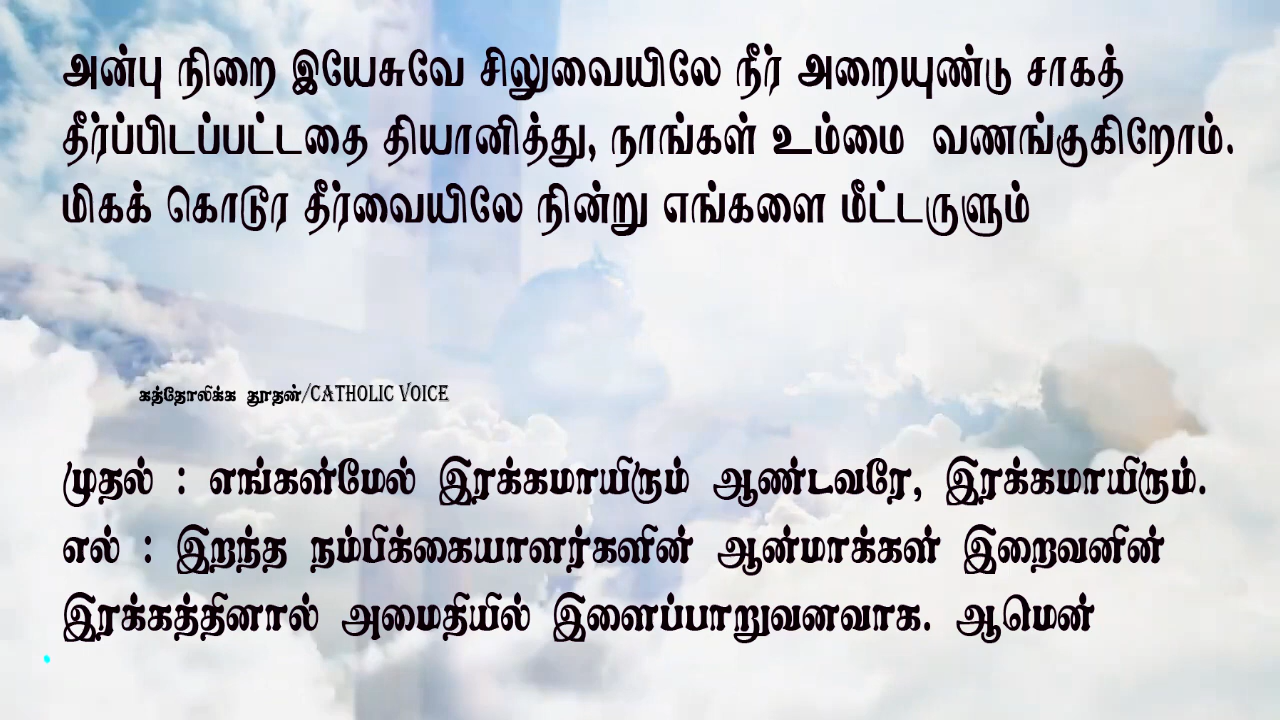 அன்பு நிறை இயேசுவே சிலுவையிலே நீர் அறையுண்டு சாகத்
தீர்ப்பிடப்பட்டதை தியானித்து, நாங்கள் உம்மை வணங்குகிறோம்.
மிகக் கொடூர தீர்வையிலே நின்று எங்களை மீட்டருளும்
கத்தோலிக்க தூதன்/CATHOLIC VOICE
முதல் : எங்கள்மேல் இரக்கமாயிரும் ஆண்டவரே, இரக்கமாயிரும்.
எல் : இறந்த நம்பிக்கையாளர்களின் ஆன்மாக்கள் இறைவனின்
இரக்கத்தினால் அமைதியில் இளைப்பாறுவனவாக. ஆமென்